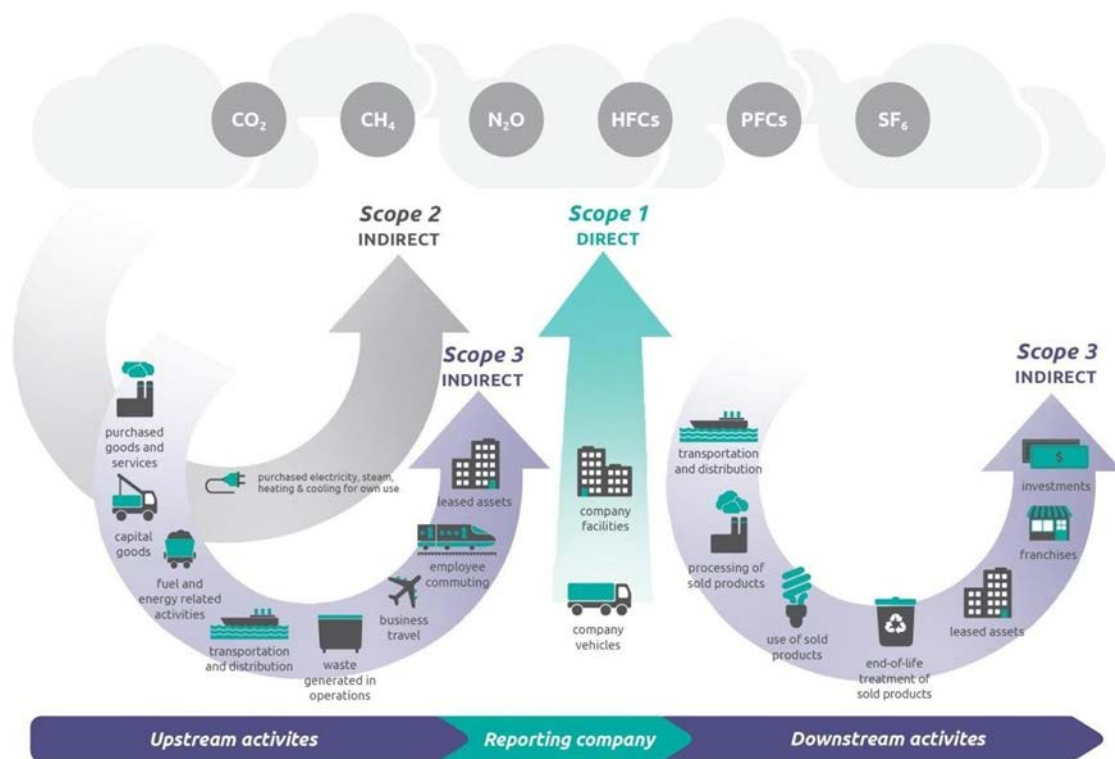 CO₂
CH₄
N₂O
HFCs
PFCs
SF₆
Scope 2
INDIRECT
Scope 1
DIRECT
Scope 3
INDIRECT
Scope 3
INDIRECT
purchased
goods and
services
capital
goods
fuel and
energy related
activities
purchased electricity, steam,
heating & cooling for own use
transportation
and distribution
waste
generated in
operations
business
travel
employee
commuting
leased assets
company
facilities
company
vehicles
transportation
and distribution
processing of
sold products
use of sold
products
end-of-life
treatment of
sold products
leased assets
franchises
$
investments
Upstream activites
Reporting company
Downstream activites